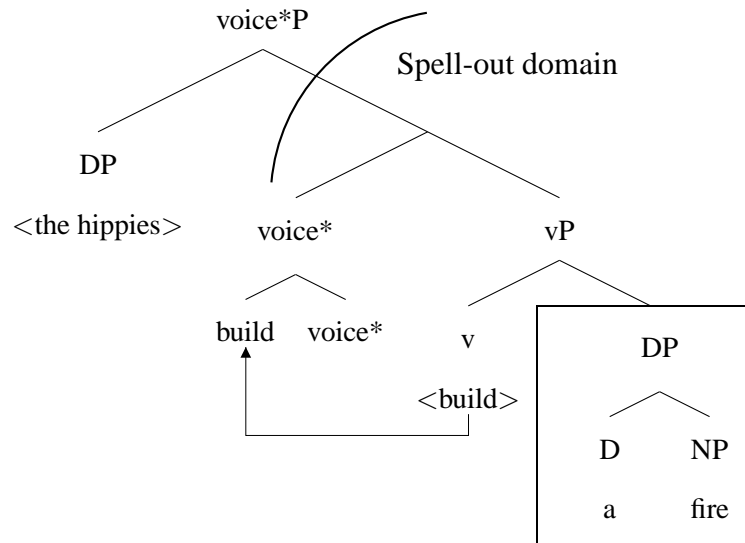 voice*P
Spell-out domain
DP
<the hippies>
voice*
vP
build voice* v
DP
<build>
D NP
a fire